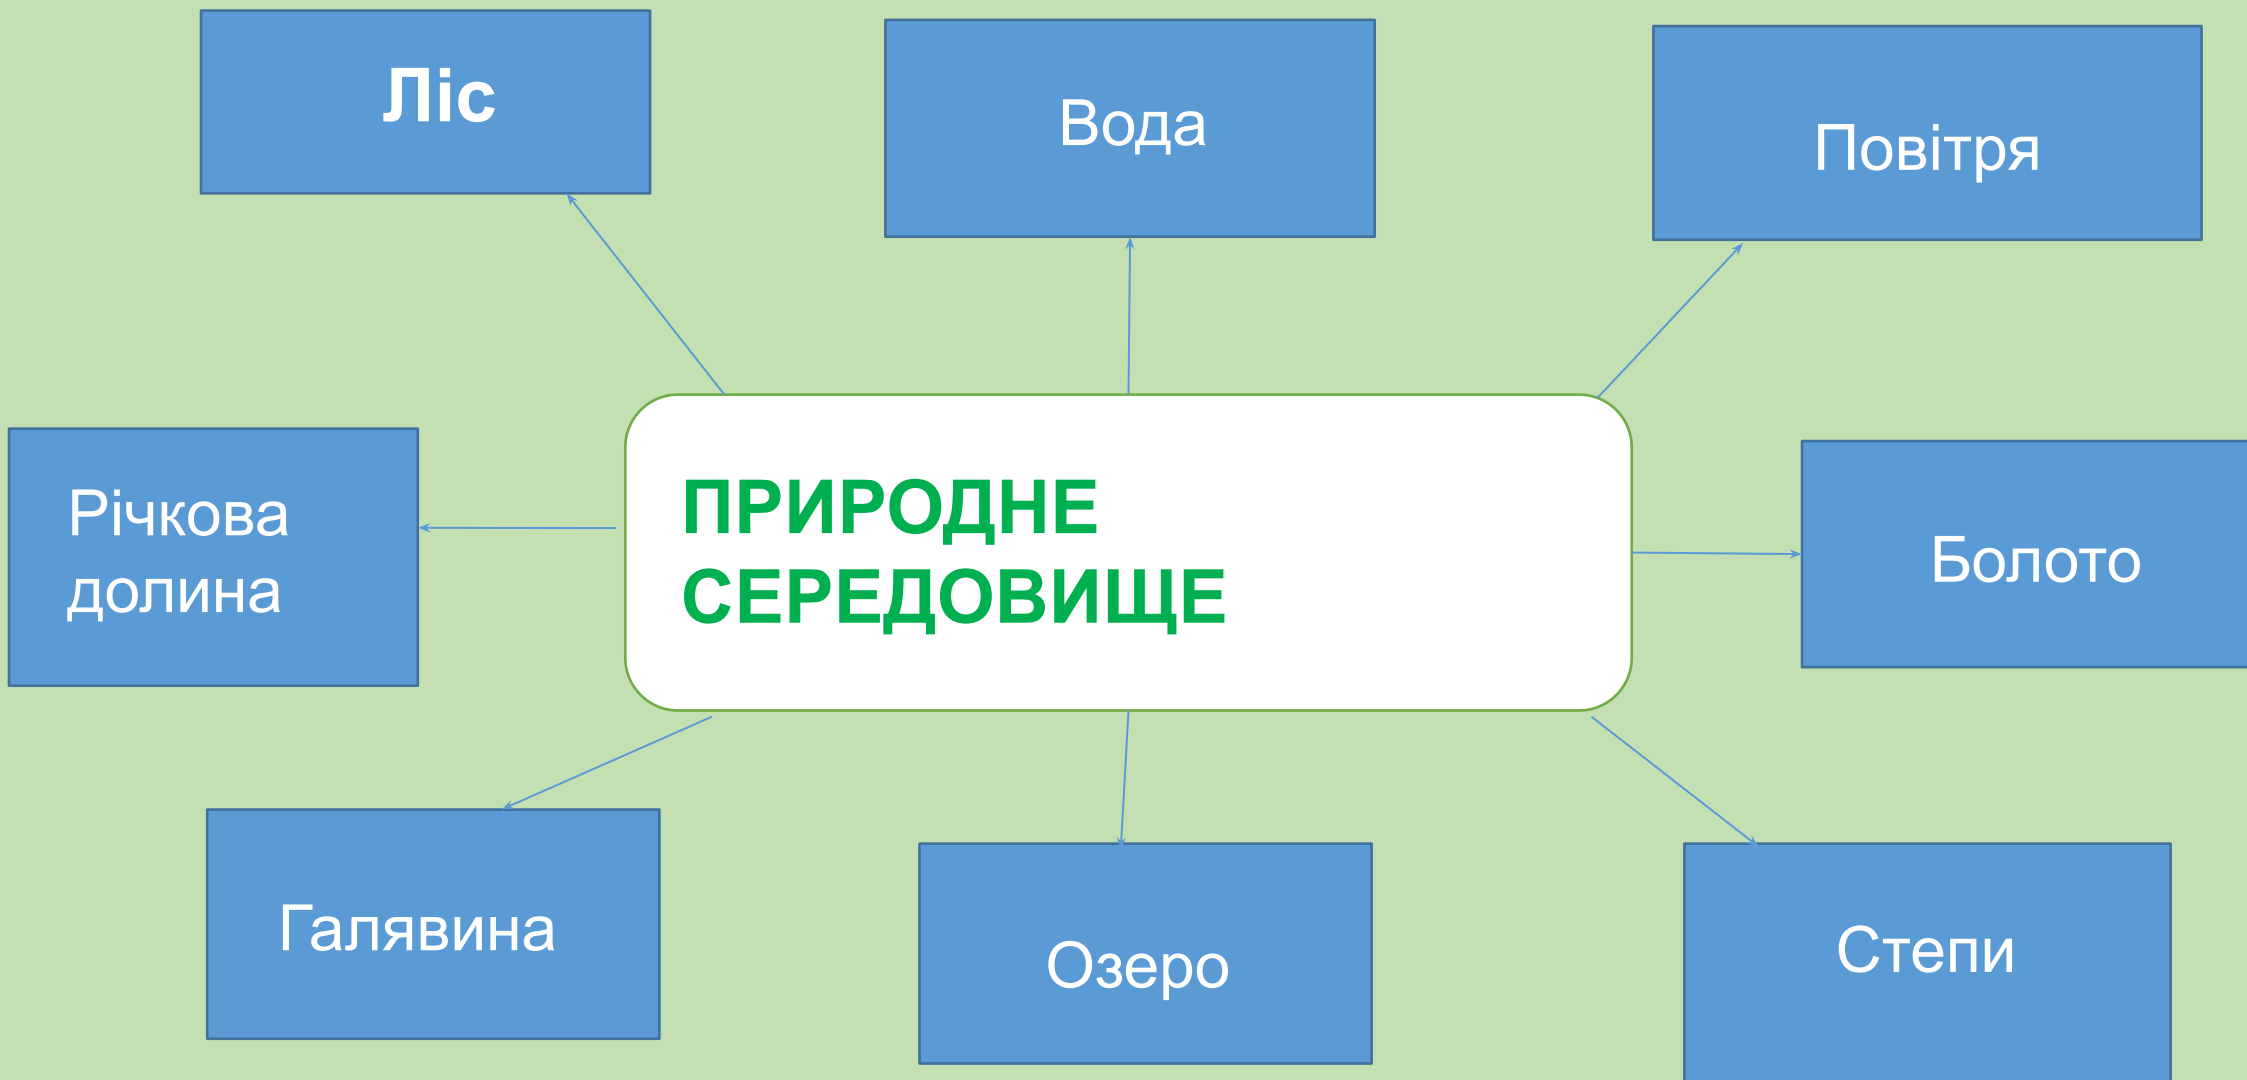 Ліс
Вода
Повітря
Річкова
долина
ПРИРОДНЕ
СЕРЕДОВИЩЕ
Болото
Галявина
Озеро
Степи